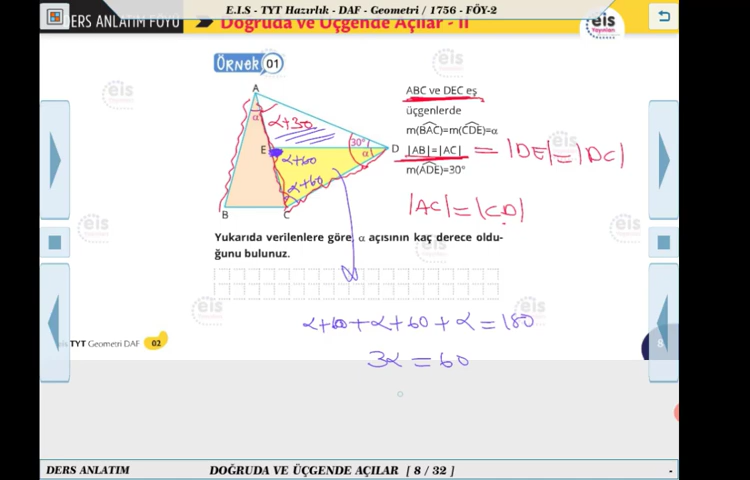 E.I.S - TYT Hazırlık - DAF - Geometri / 1756 - FÖY-2
DERS ANLATIM FÖYÜ
Doğruda ve Üçgende Açılar - II
eis
Yayınları
ÖRNEK 01
A
α
α+30
30°
E
α+60
α
D
α+60
B
C
ABC ve DEC eş
üçgenlerde
m(BAC)=m(CDE)=α
|AB|=|AC| = |DE|=|DC|
m(ADE)=30°
|AC|=|CD|
Yukarıda verilenlere göre, α açısının kaç derece oldu-
ğunu bulunuz.
α+60+α+60+α=180
3α=60
eis TYT Geometri DAF 02
8
DERS ANLATIM
DOĞRUDA VE ÜÇGENDE AÇILAR [ 8 / 32 ]
-